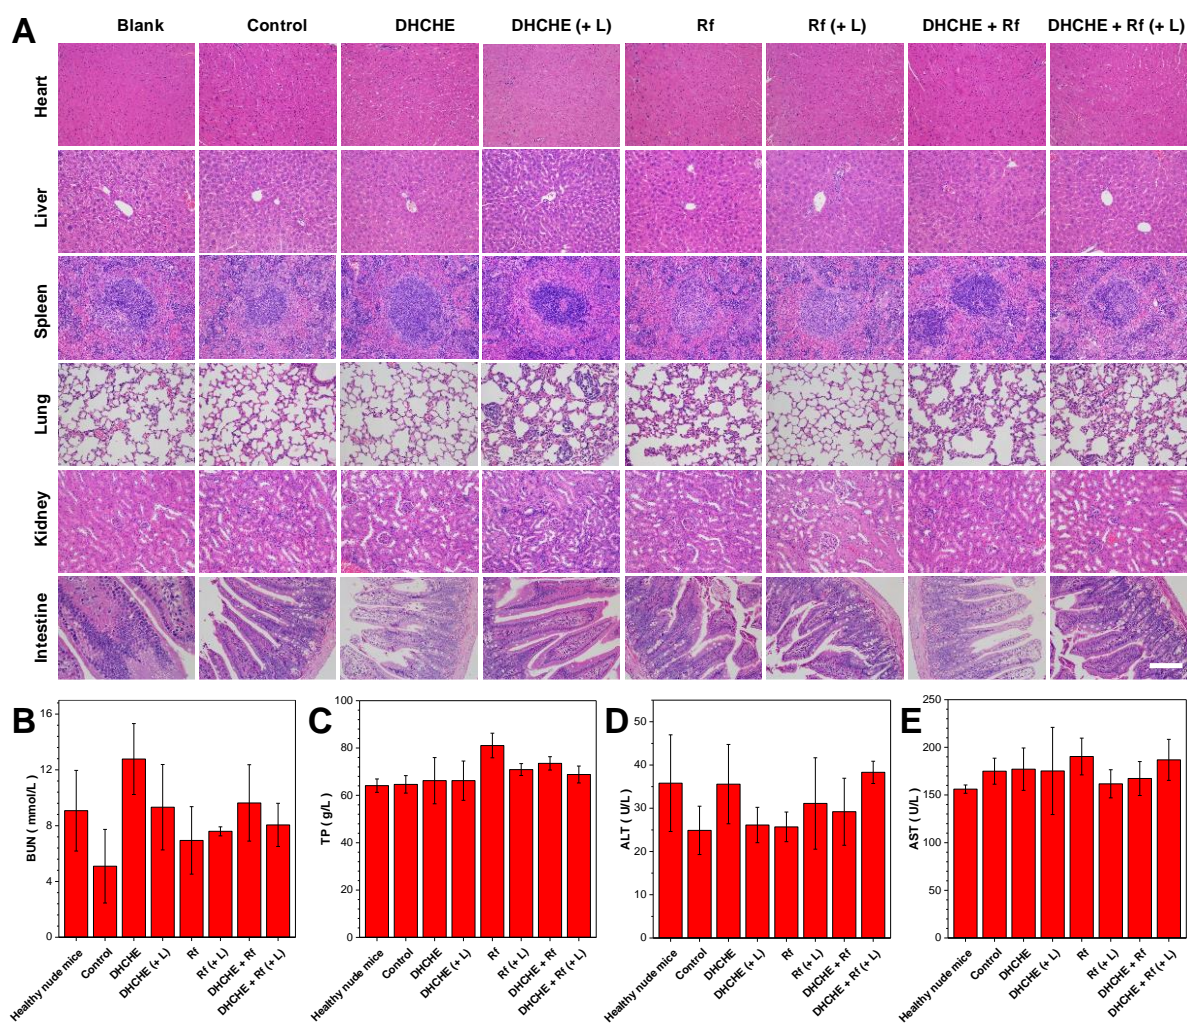 A
Blank Control DHCHE DHCHE (+ L) Rf Rf (+ L) DHCHE + Rf DHCHE + Rf (+ L)
Heart
Liver
Spleen
Lung
Kidney
Intestine
B
BUN ( mmol/L )
16
12
8
4
0
Healthy nude mice
Control
DHCHE
DHCHE (+ L)
Rf
Rf (+ L)
DHCHE + Rf
DHCHE + Rf (+ L)
C
TP ( g/L )
100
80
60
40
20
0
Healthy nude mice
Control
DHCHE
DHCHE (+ L)
Rf
Rf (+ L)
DHCHE + Rf
DHCHE + Rf (+ L)
D
ALT ( U/L )
50
40
30
20
10
0
Healthy nude mice
Control
DHCHE
DHCHE (+ L)
Rf
Rf (+ L)
DHCHE + Rf
DHCHE + Rf (+ L)
E
AST ( U/L )
250
200
150
100
50
0
Healthy nude mice
Control
DHCHE
DHCHE (+ L)
Rf
Rf (+ L)
DHCHE + Rf
DHCHE + Rf (+ L)